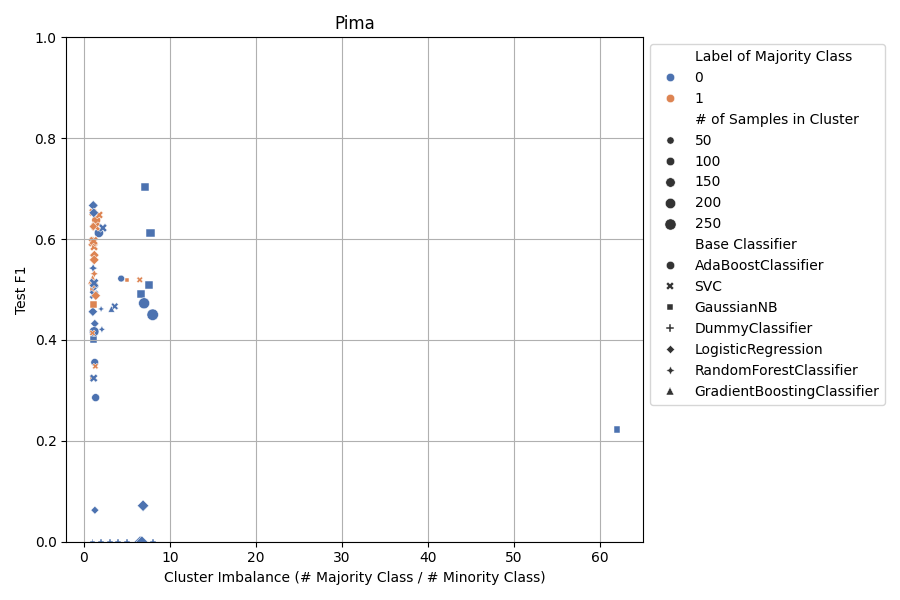 Pima
1.0
0.8
0.6
0.4
0.2
0.0
Test F1
0 10 20 30 40 50 60
Cluster Imbalance (# Majority Class / # Minority Class)
Label of Majority Class
0
1
# of Samples in Cluster
50
100
150
200
250
Base Classifier
AdaBoostClassifier
SVC
GaussianNB
DummyClassifier
LogisticRegression
RandomForestClassifier
GradientBoostingClassifier